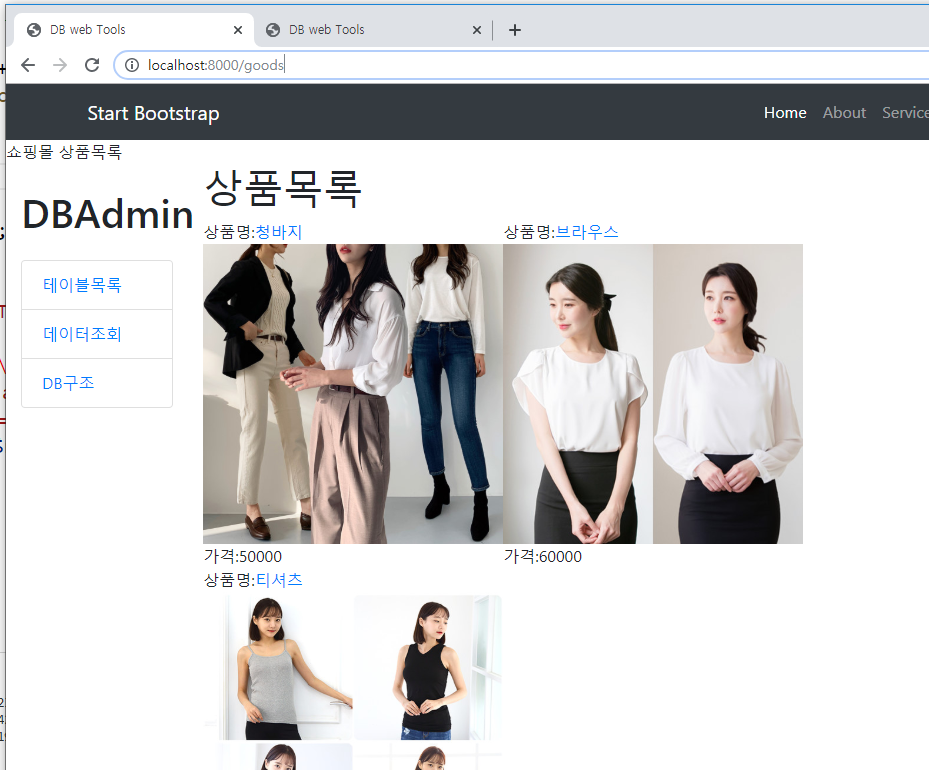 DB web Tools
DB web Tools
localhost:8000/goods
Start Bootstrap
Home About Service
쇼핑몰 상품목록
DBAdmin
테이블목록
데이터조회
DB구조
상품목록
상품명:청바지
상품명:브라우스
가격:50000
가격:60000
상품명:티셔츠